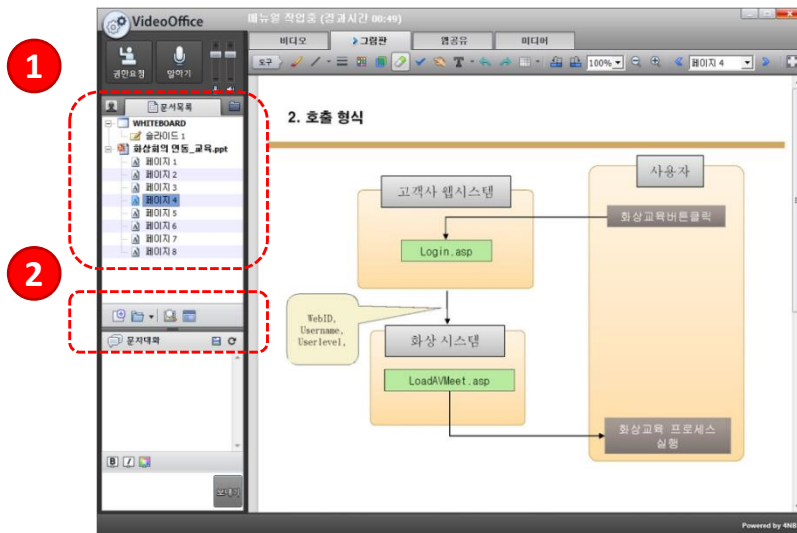 VideoOffice
매뉴얼 작업중 (경과시간 00:49)
비디오
그림판
웹공유
미디어
1
권한요청
말하기
도구
T
100%
페이지 4
문서목록
WHITEBOARD
슬라이드 1
화상회의 연동_교육.ppt
페이지 1
페이지 2
페이지 3
페이지 4
페이지 5
페이지 6
페이지 7
페이지 8
2
문자대화
B
I
보내기
2. 호출 형식
고객사 웹시스템
사용자
화상교육버튼클릭
Login.asp
WebID,
Username,
Userlevel,
화상 시스템
LoadAVMeet.asp
화상교육 프로세스
실행